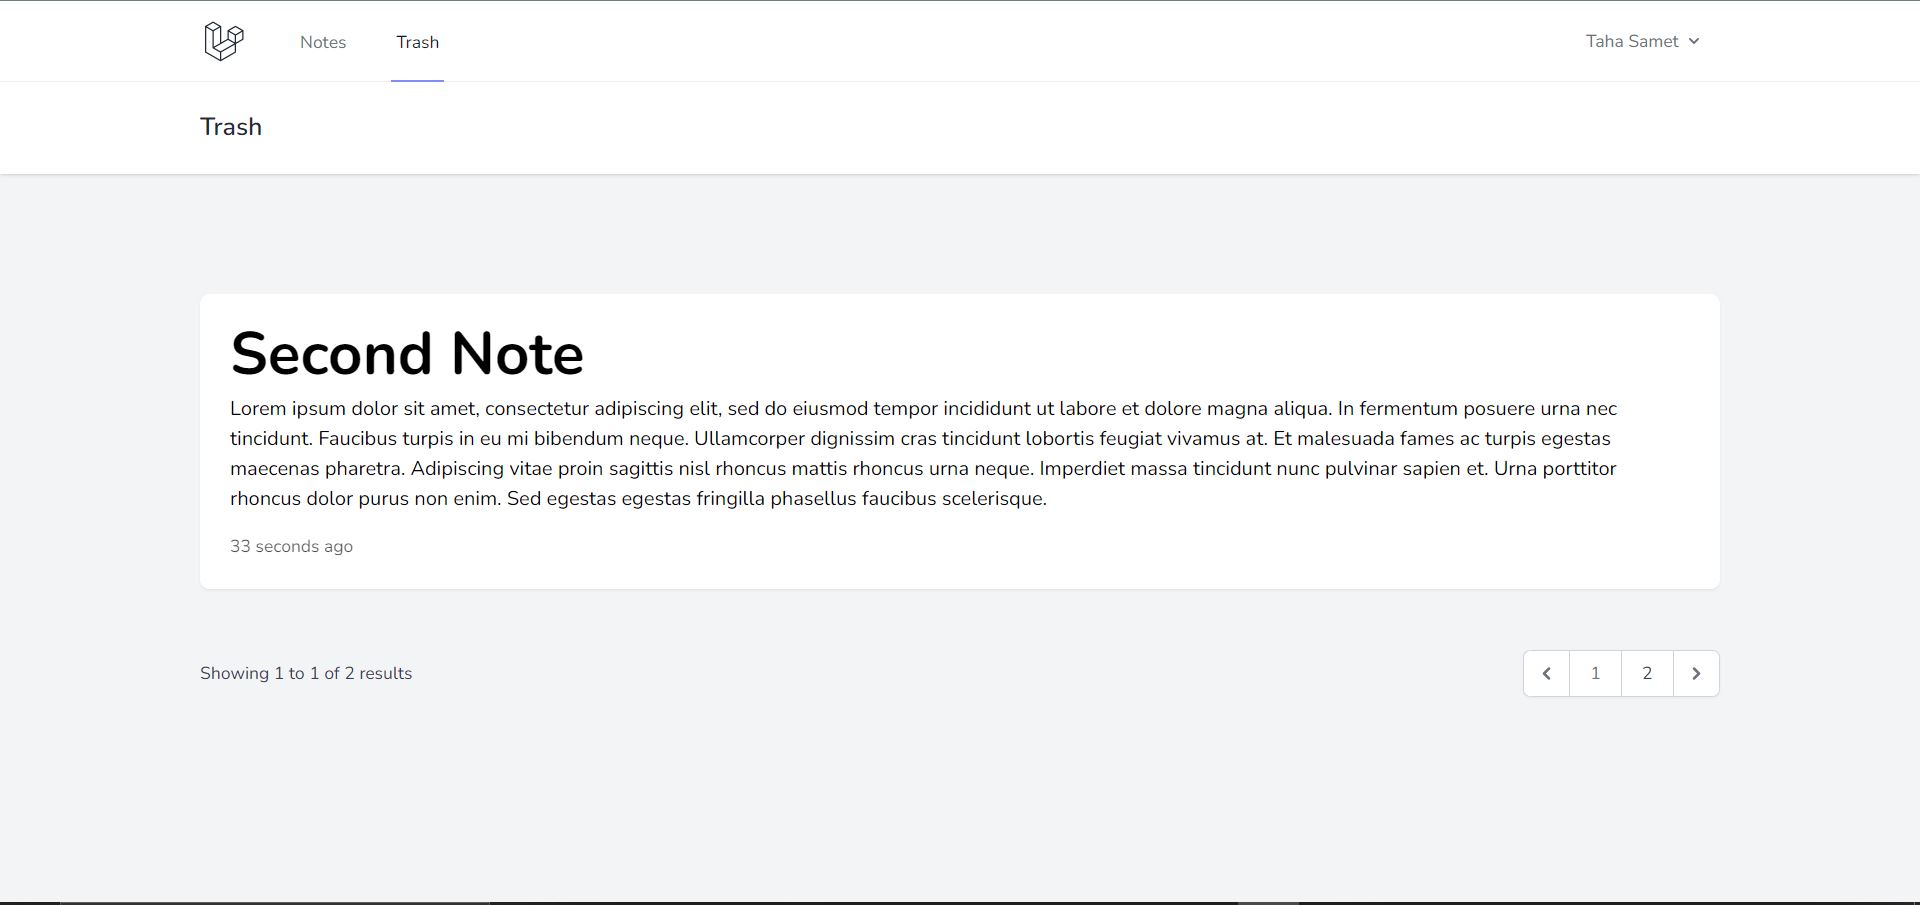 Notes
Trash
Taha Samet
Trash
Second Note
Lorem ipsum dolor sit amet, consectetur adipiscing elit, sed do eiusmod tempor incididunt ut labore et dolore magna aliqua. In fermentum posuere urna nec
tincidunt. Faucibus turpis in eu mi bibendum neque. Ullamcorper dignissim cras tincidunt lobortis feugiat vivamus at. Et malesuada fames ac turpis egestas
maecenas pharetra. Adipiscing vitae proin sagittis nisl rhoncus mattis rhoncus urna neque. Imperdiet massa tincidunt nunc pulvinar sapien et. Urna porttitor
rhoncus dolor purus non enim. Sed egestas egestas fringilla phasellus faucibus scelerisque.
33 seconds ago
Showing 1 to 1 of 2 results
1
2